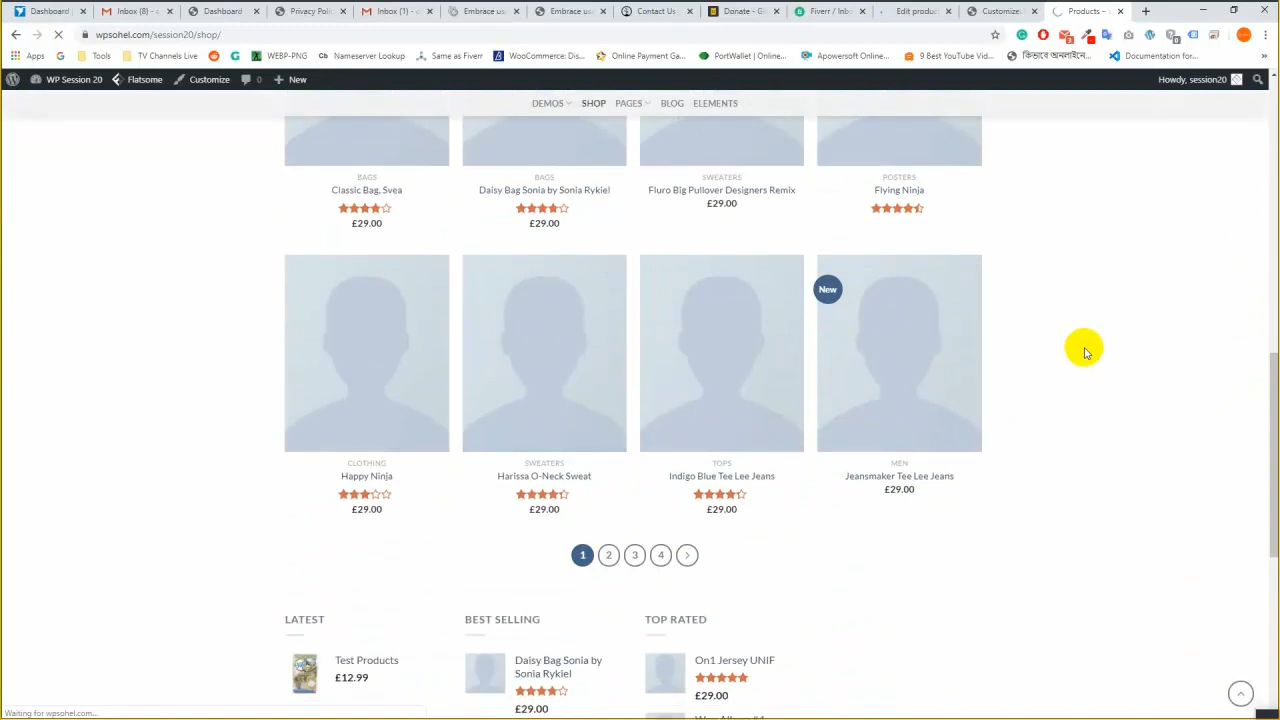 Dashboard
Inbox (8) - c
Dashboard
Privacy Polic
Inbox (1) - c
Embrace usa
Embrace usa
Contact Us
Donate – Gi
Fiverr / Inbo
Edit product
Customize:
Products –
wpsohel.com/session20/shop/
Apps
Tools
TV Channels Live
WEBP-PNG
Nameserver Lookup
Same as Fiverr
WooCommerce: Dis...
Online Payment Ga...
PortWallet | Online...
Apowersoft Online...
9 Best YouTube Vid...
কিভাবে অনলাইনে...
Documentation for...
WP Session 20
Flatsome
Customize
0
New
Howdy, session20
DEMOS
SHOP
PAGES
BLOG
ELEMENTS
BAGS
BAGS
SWEATERS
POSTERS
Classic Bag, Svea
Daisy Bag Sonia by Sonia Rykiel
Fluro Big Pullover Designers Remix
Flying Ninja
£29.00
£29.00
£29.00
New
CLOTHING
SWEATERS
TOPS
MEN
Happy Ninja
Harissa O-Neck Sweat
Indigo Blue Tee Lee Jeans
Jeansmaker Tee Lee Jeans
£29.00
£29.00
£29.00
£29.00
1 2 3 4
LATEST
BEST SELLING
TOP RATED
Test Products
£12.99
Daisy Bag Sonia by
Sonia Rykiel
£29.00
On1 Jersey UNIF
£29.00
Waiting for wpsohel.com...